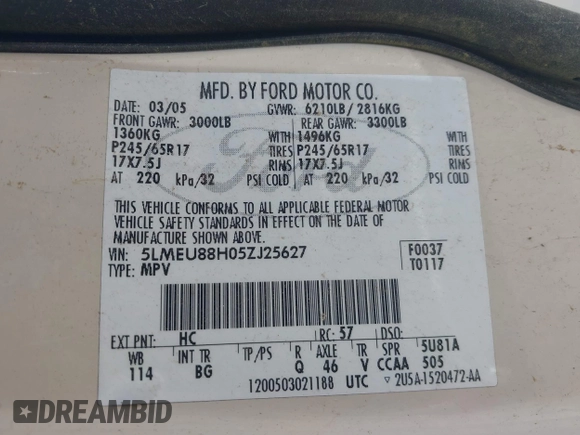 MFD. BY FORD MOTOR CO.
DATE: 03/05 GVWR: 6210LB/ 2816KG
FRONT GAWR: 3000LB REAR GAWR: 3300LB
1360KG WITH 1496KG WITH
P245/65R17 TIRES P245/65R17 TIRES
17X7.5J RIMS 17X7.5J RIMS
AT 220 kPa/32 PSI COLD AT 220 kPa/32 PSI COLD
Ford
THIS VEHICLE CONFORMS TO ALL APPLICABLE FEDERAL MOTOR
VEHICLE SAFETY STANDARDS IN EFFECT ON THE DATE OF
MANUFACTURE SHOWN ABOVE.
VIN: 5LMEU88H05ZJ25627 F0037
TYPE: MPV T0117
EXT PNT: HC RC: 57 DSO:
WB INT TR TP/PS R AXLE TR SPR 5U81A
114 BG Q 46 V CCAA 505
1200503021188 UTC ▽ 2U5A-1520472-AA
DREAMBID